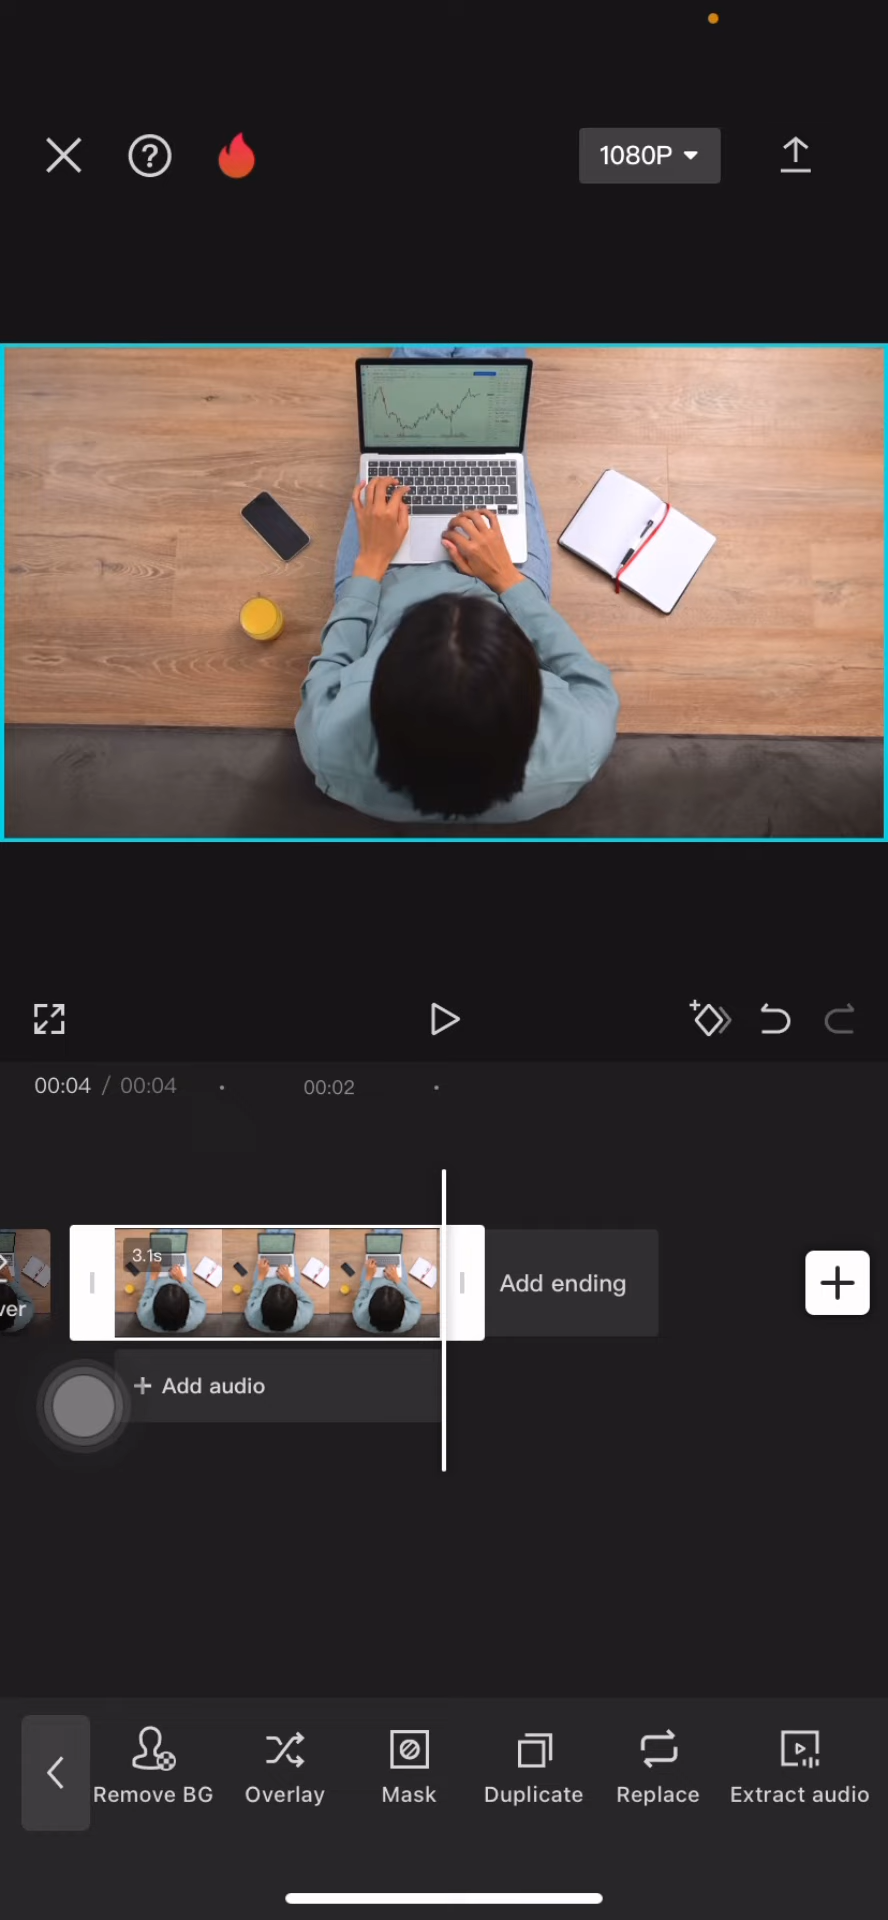 1080P
00:04 / 00:04
00:02
3.1s
ver
Add ending
+ Add audio
Remove BG
Overlay
Mask
Duplicate
Replace
Extract audio